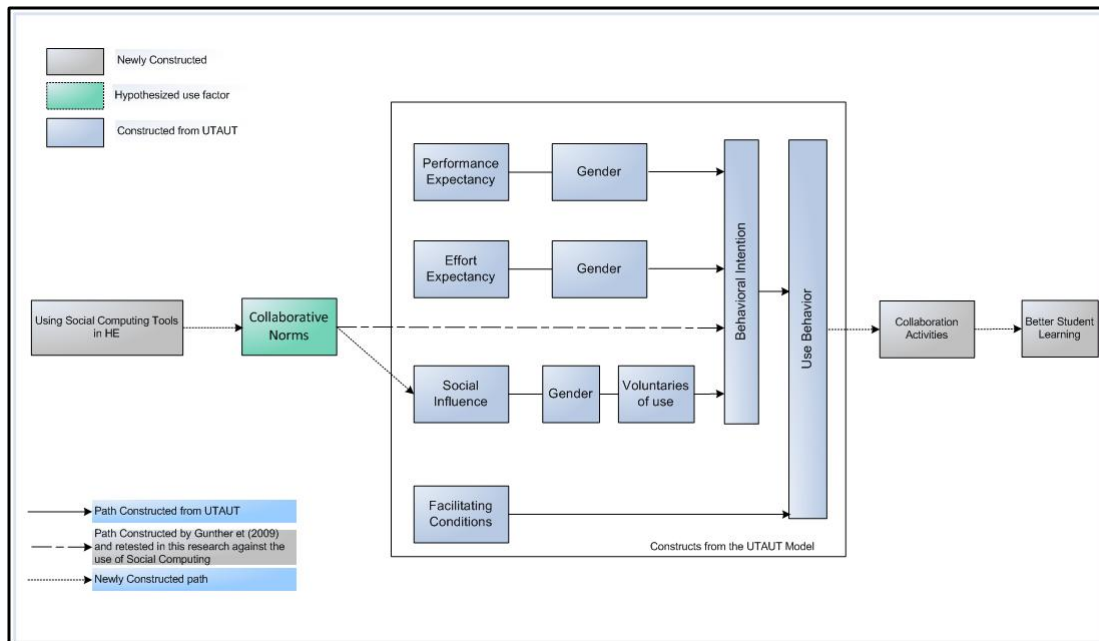 Newly Constructed
Hypothesized use factor
Constructed from UTAUT
Performance
Expectancy
Gender
Effort
Expectancy
Gender
Using Social Computing Tools
in HE
Collaborative
Norms
Social
Influence
Gender
Voluntaries
of use
Facilitating
Conditions
Behavioral Intention
Use Behavior
Collaboration
Activities
Better Student
Learning
Constructs from the UTAUT Model
Path Constructed from UTAUT
Path Constructed by Gunther et (2009)
and retested in this research against the
use of Social Computing
Newly Constructed path